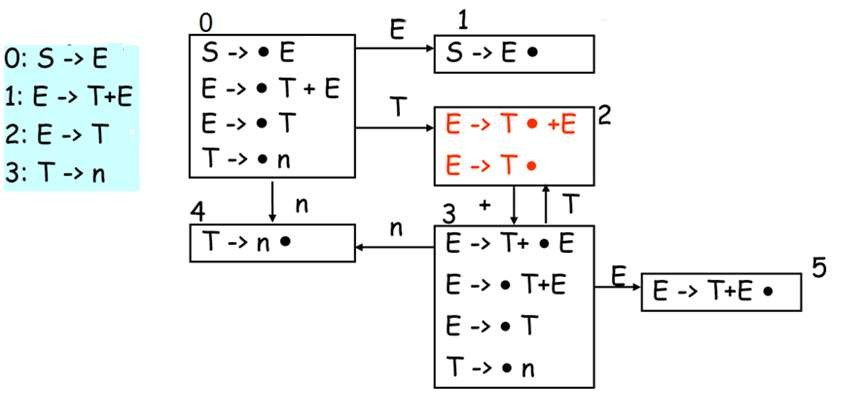 0: S -> E
1: E -> T+E
2: E -> T
3: T -> n
0
S -> • E
E -> • T + E
E -> • T
T -> • n
E
1
S -> E •
T
2
E -> T • +E
E -> T •
n
4
T -> n •
n
+
T
3
E -> T+ • E
E -> • T+E
E -> • T
T -> • n
E
5
E -> T+E •